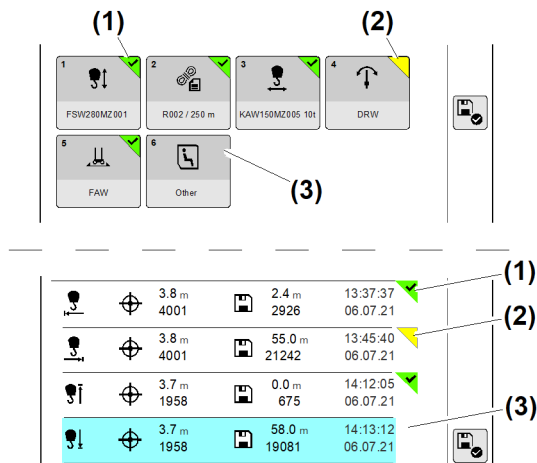 (1)
(2)
1
2
3
4
FSW280MZ001
R002 / 250 m
KAW150MZ005 10t
DRW
5
6
FAW
Other
(3)
3.8 m 2.4 m 13:37:37
4001 2926 06.07.21
(1)
3.8 m 55.0 m 13:45:40
4001 21242 06.07.21
(2)
3.7 m 0.0 m 14:12:05
1958 675 06.07.21
3.7 m 58.0 m 14:13:12
1958 19081 06.07.21
(3)